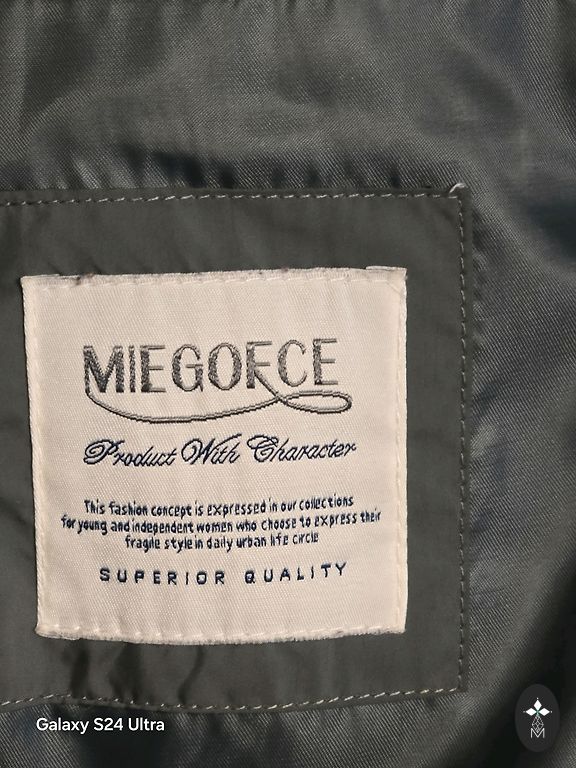 MIEGOFCE
Product With Character
This fashion concept is expressed in our collections
for young and independent women who choose to express their
fragile style in daily urban life circle
SUPERIOR QUALITY
Galaxy S24 Ultra
M